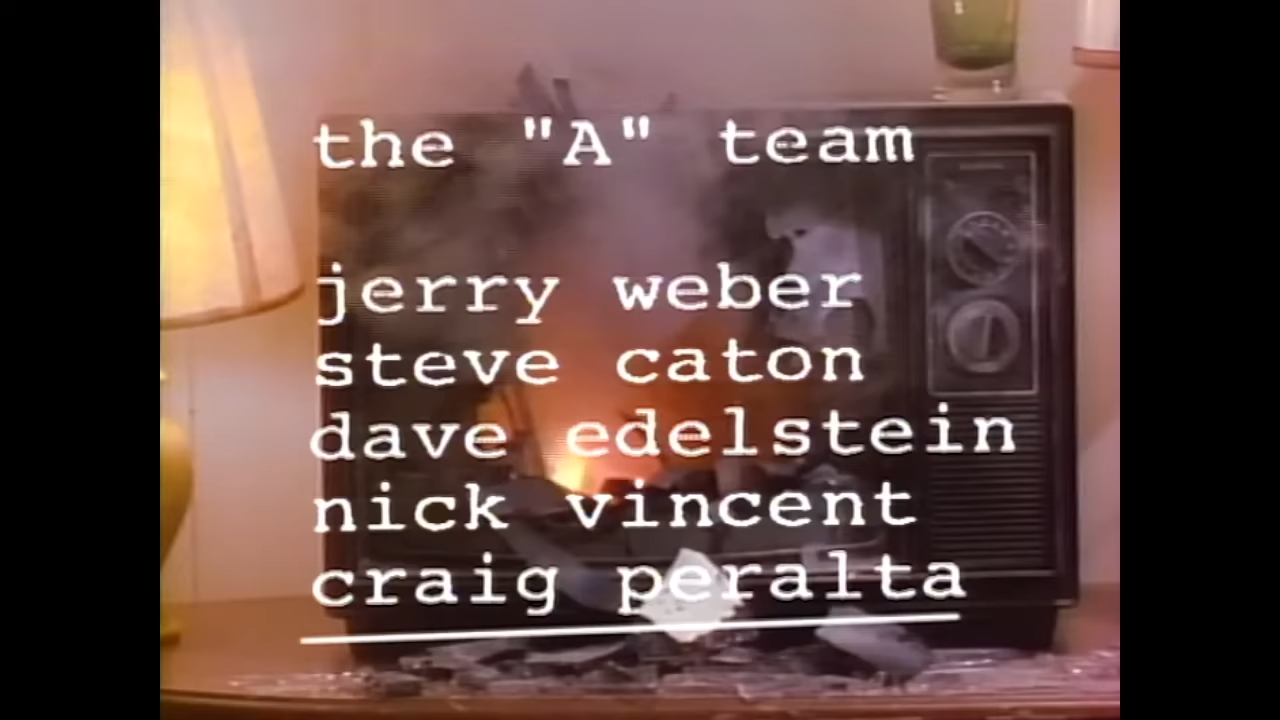 the "A" team
jerry weber
steve caton
dave edelstein
nick vincent
craig peralta